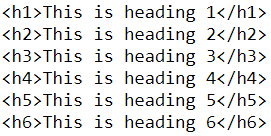 <h1>This is heading 1</h1>
<h2>This is heading 2</h2>
<h3>This is heading 3</h3>
<h4>This is heading 4</h4>
<h5>This is heading 5</h5>
<h6>This is heading 6</h6>